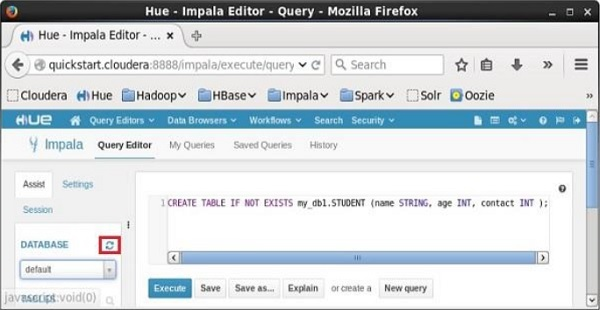 Hue - Impala Editor - Query - Mozilla Firefox
Hue - Impala Editor - ...
quickstart.cloudera:8888/impala/execute/query
Search
Cloudera Hue Hadoop HBase Impala Spark Solr Oozie
HUE Query Editors Data Browsers Workflows Search Security
Impala Query Editor My Queries Saved Queries History
Assist Settings
Session
1 CREATE TABLE IF NOT EXISTS my_db1.STUDENT (name STRING, age INT, contact INT );
DATABASE
default
Execute Save Save as... Explain or create a New query
javascript:void(0)
TABLES